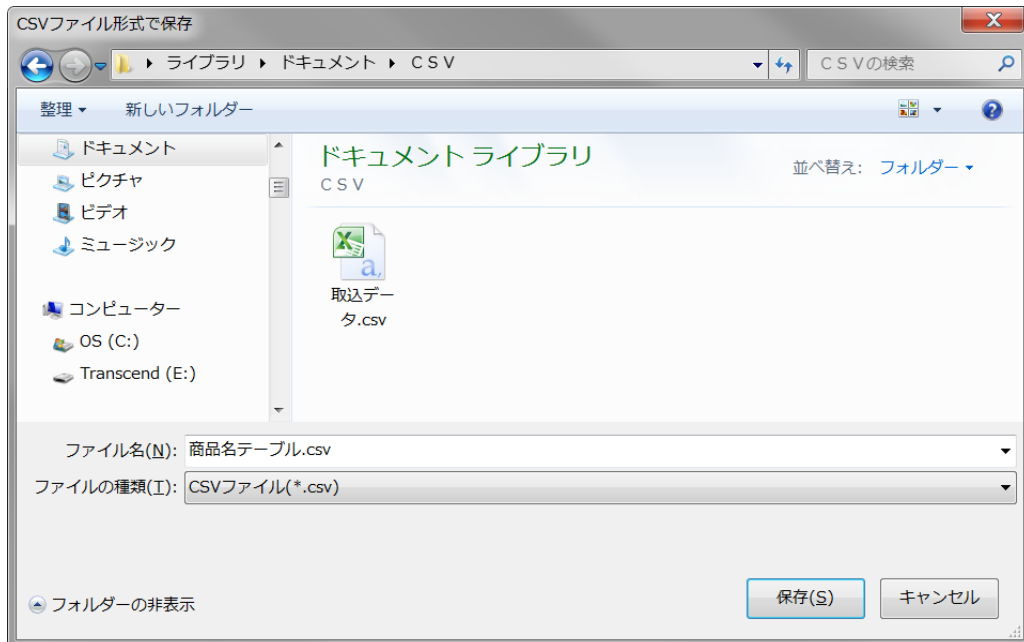 CSVファイル形式で保存
ライブラリ ドキュメント ＣＳＶ
ＣＳＶの検索
整理 新しいフォルダー
ドキュメント
ピクチャ
ビデオ
ミュージック
コンピューター
OS (C:)
Transcend (E:)
ドキュメント ライブラリ
ＣＳＶ
並べ替え: フォルダー
取込デー
タ.csv
ファイル名(N): 商品名テーブル.csv
ファイルの種類(T): CSVファイル(*.csv)
フォルダーの非表示
保存(S) キャンセル